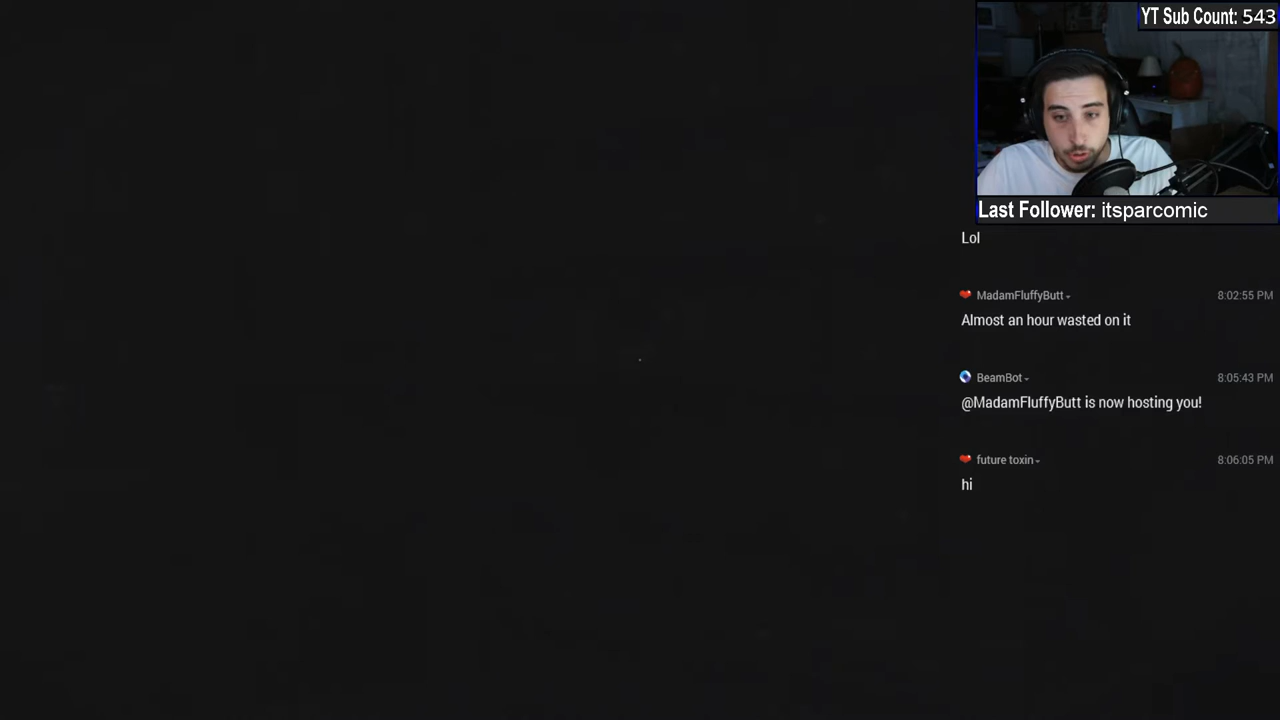 YT Sub Count: 543
Last Follower: itsparcomic
Lol
MadamFluffyButt 8:02:55 PM
Almost an hour wasted on it
BeamBot 8:05:43 PM
@MadamFluffyButt is now hosting you!
future toxin 8:06:05 PM
hi